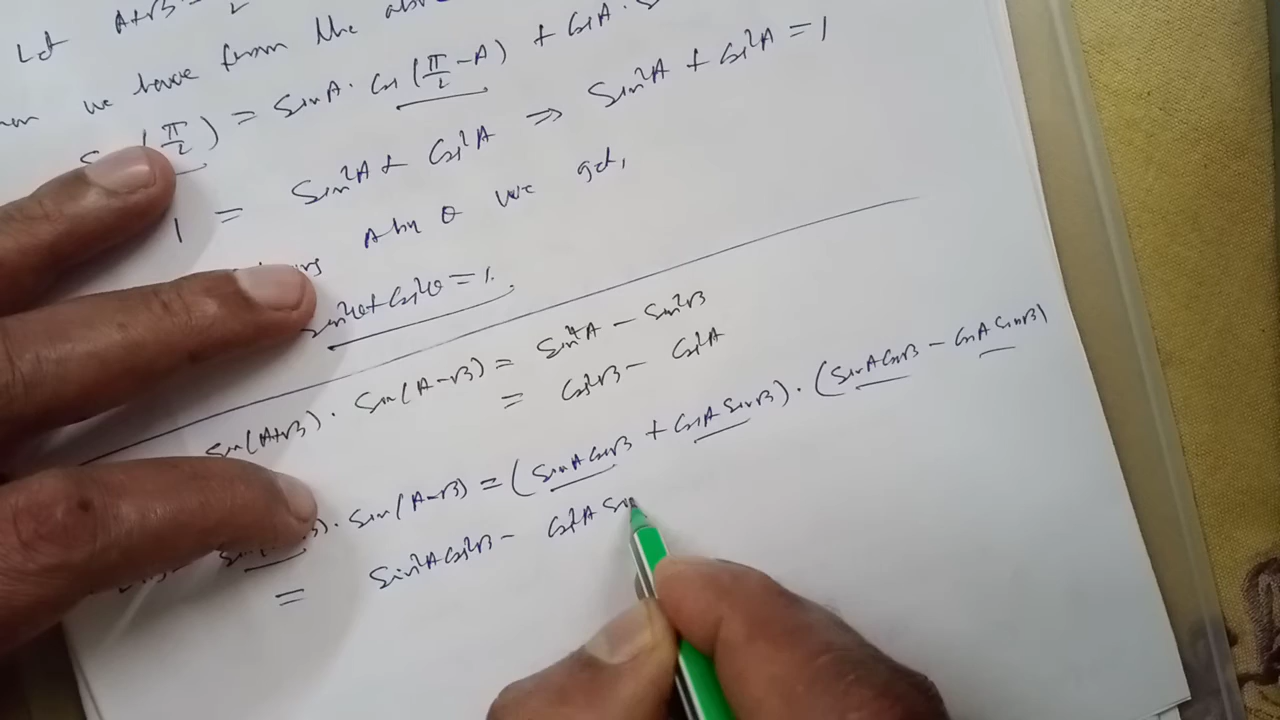 Let A+B =
we have from the abov
(π/2) = SinA · Cos(π/2 − A) + CosA · S
1 = Sin²A + Cos²A ⇒ Sin²A + Cos²A = 1
A by θ we get,
Sin²θ + Cos²θ = 1.
Sin(A+B) · Sin(A−B) = Sin²A − Sin²B
= Cos²B − Cos²A
· Sin(A−B) = (SinA CosB + CosA SinB) · (SinA CosB − CosA SinB)
= Sin²A Cos²B − Cos²A Sin